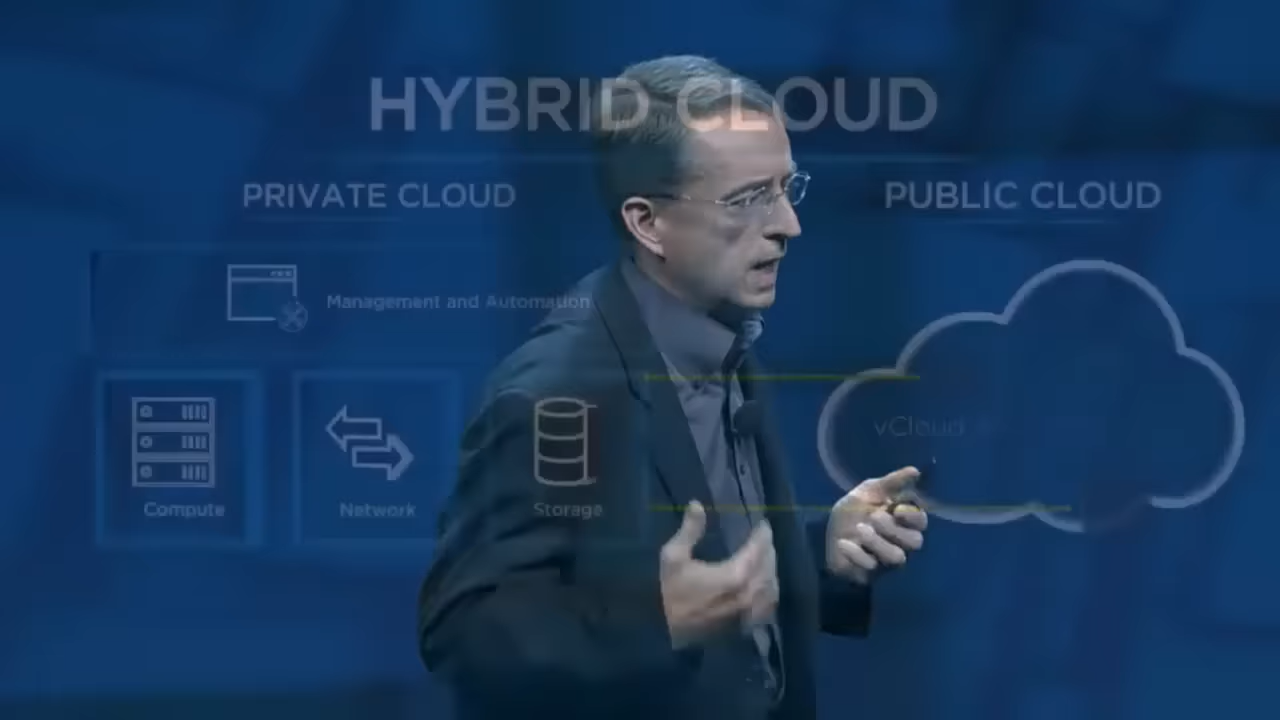 HYBRID CLOUD
PRIVATE CLOUD
PUBLIC CLOUD
Management and Automation
vCloud
Compute
Network
Storage